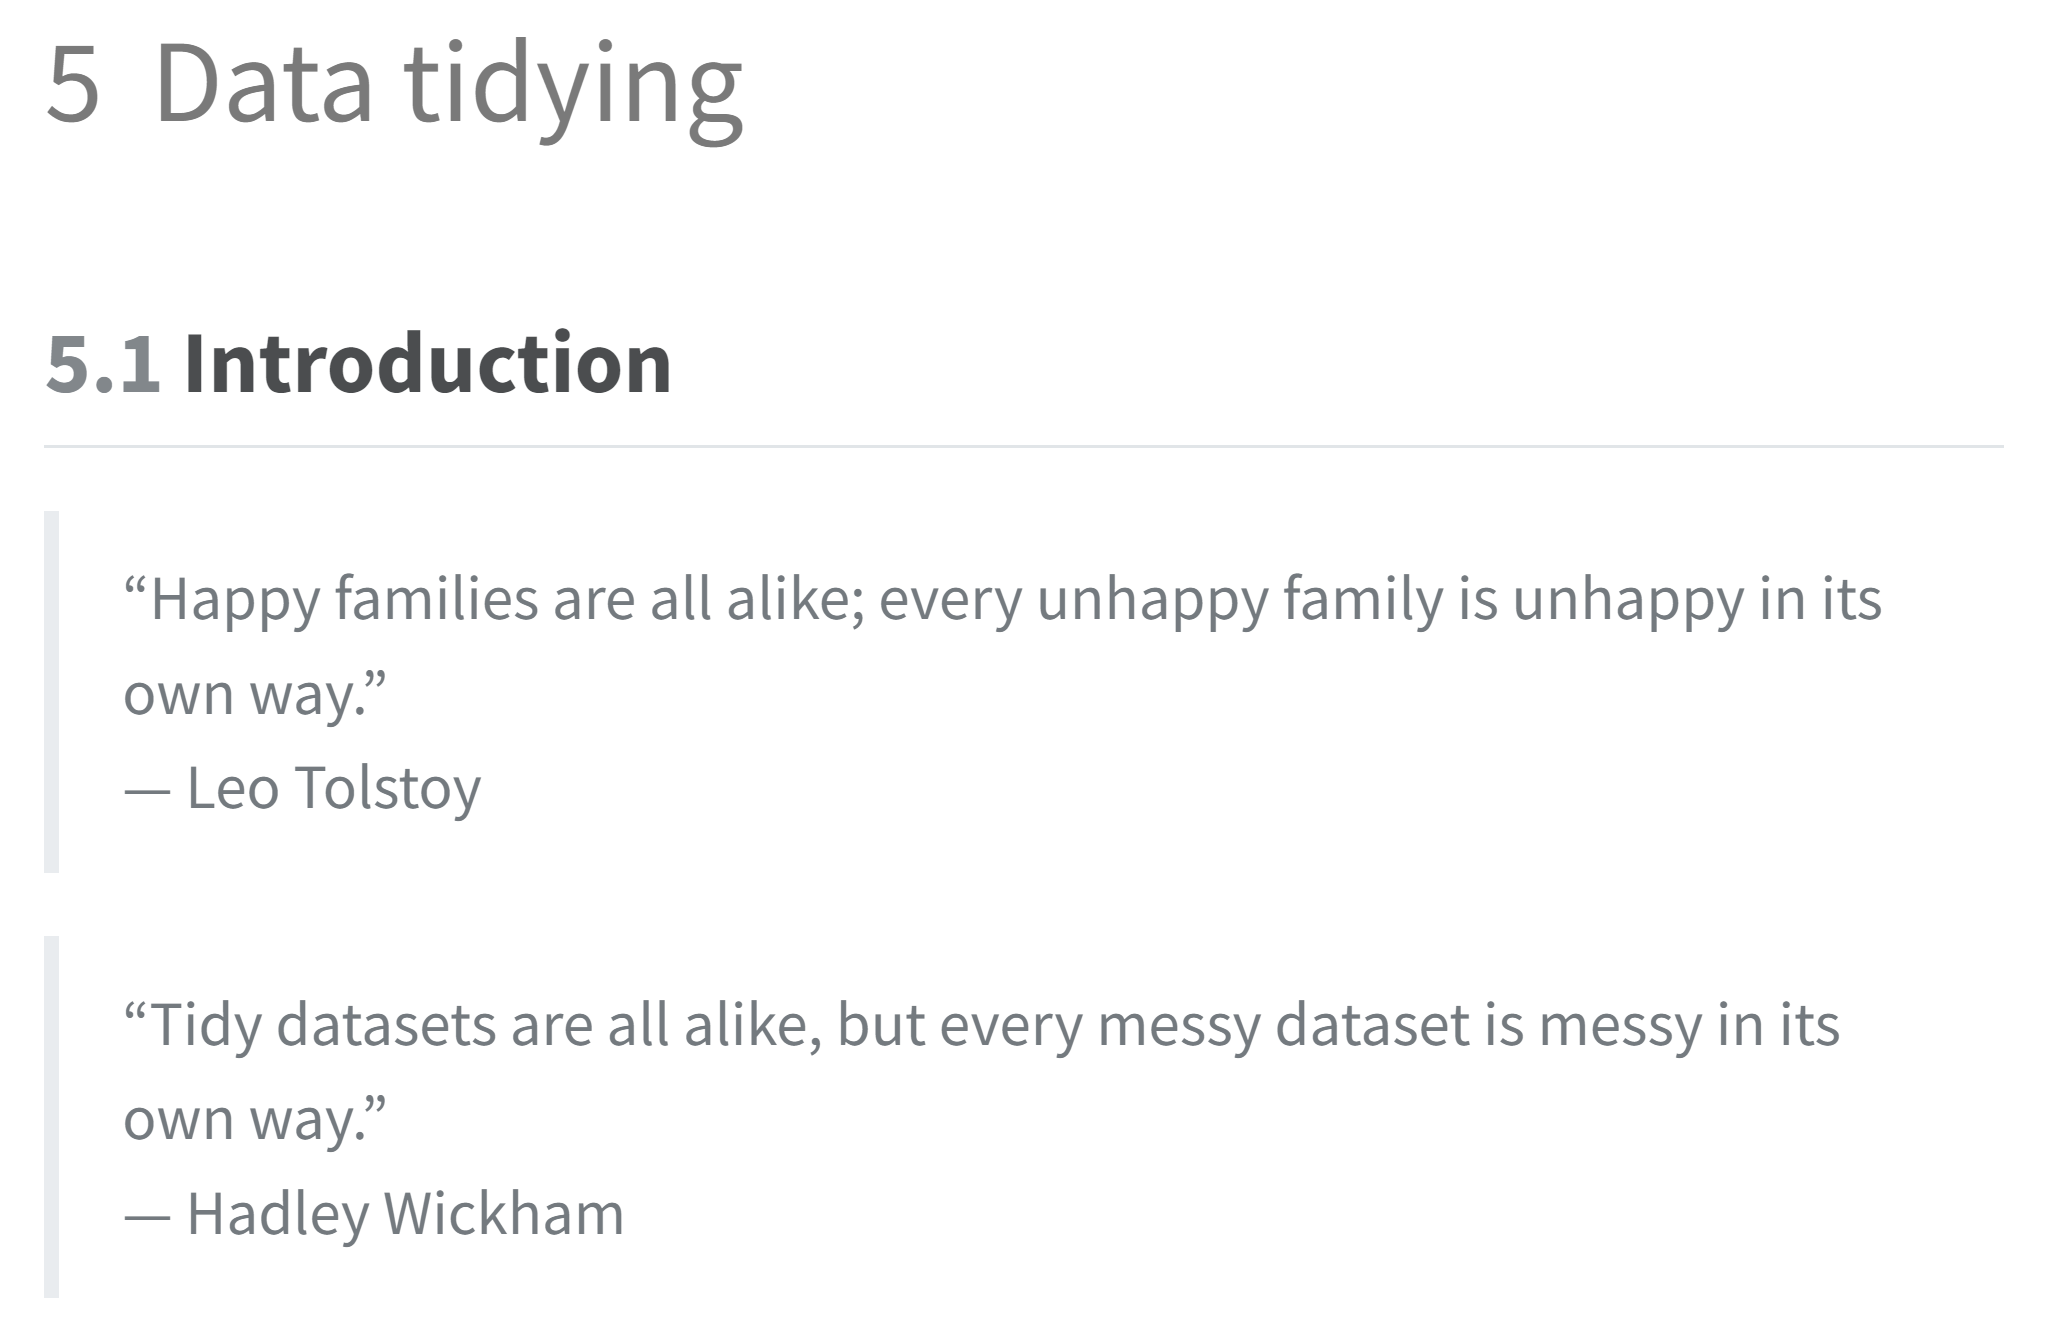 5 Data tidying
5.1 Introduction
“Happy families are all alike; every unhappy family is unhappy in its
own way.”
— Leo Tolstoy
“Tidy datasets are all alike, but every messy dataset is messy in its
own way.”
— Hadley Wickham